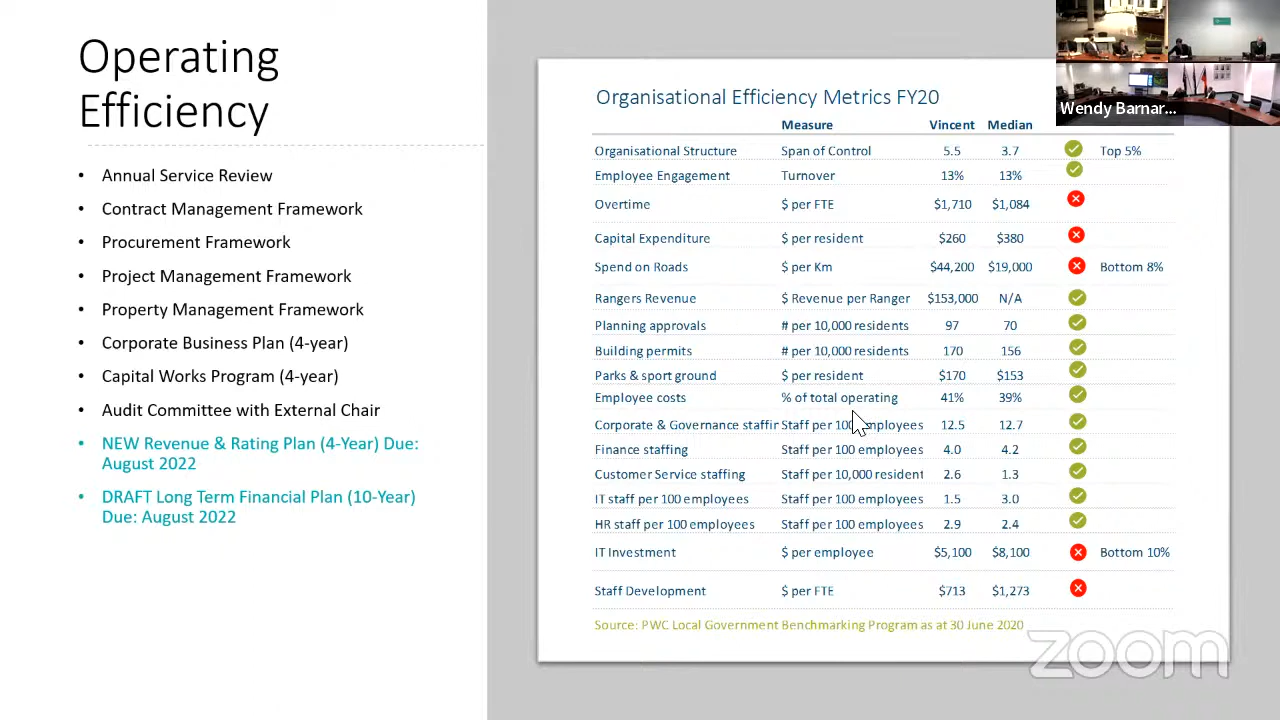 Operating
Efficiency
• Annual Service Review
• Contract Management Framework
• Procurement Framework
• Project Management Framework
• Property Management Framework
• Corporate Business Plan (4-year)
• Capital Works Program (4-year)
• Audit Committee with External Chair
• NEW Revenue & Rating Plan (4-Year) Due:
August 2022
• DRAFT Long Term Financial Plan (10-Year)
Due: August 2022
Organisational Efficiency Metrics FY20
Measure Vincent Median
Organisational Structure Span of Control 5.5 3.7 Top 5%
Employee Engagement Turnover 13% 13%
Overtime $ per FTE $1,710 $1,084
Capital Expenditure $ per resident $260 $380
Spend on Roads $ per Km $44,200 $19,000 Bottom 8%
Rangers Revenue $ Revenue per Ranger $153,000 N/A
Planning approvals # per 10,000 residents 97 70
Building permits # per 10,000 residents 170 156
Parks & sport ground $ per resident $170 $153
Employee costs % of total operating 41% 39%
Corporate & Governance staffin Staff per 100 employees 12.5 12.7
Finance staffing Staff per 100 employees 4.0 4.2
Customer Service staffing Staff per 10,000 resident 2.6 1.3
IT staff per 100 employees Staff per 100 employees 1.5 3.0
HR staff per 100 employees Staff per 100 employees 2.9 2.4
IT Investment $ per employee $5,100 $8,100 Bottom 10%
Staff Development $ per FTE $713 $1,273
Source: PWC Local Government Benchmarking Program as at 30 June 2020
Wendy Barnar...
zoom